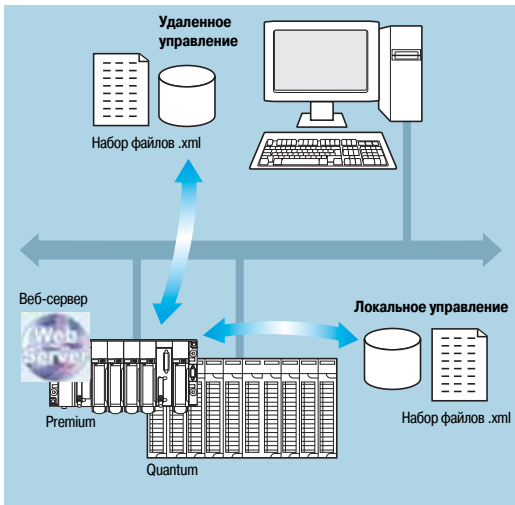 Удаленное
управление
Набор файлов .xml
Веб-сервер
Web
Server
Локальное управление
Набор файлов .xml
Premium
Quantum